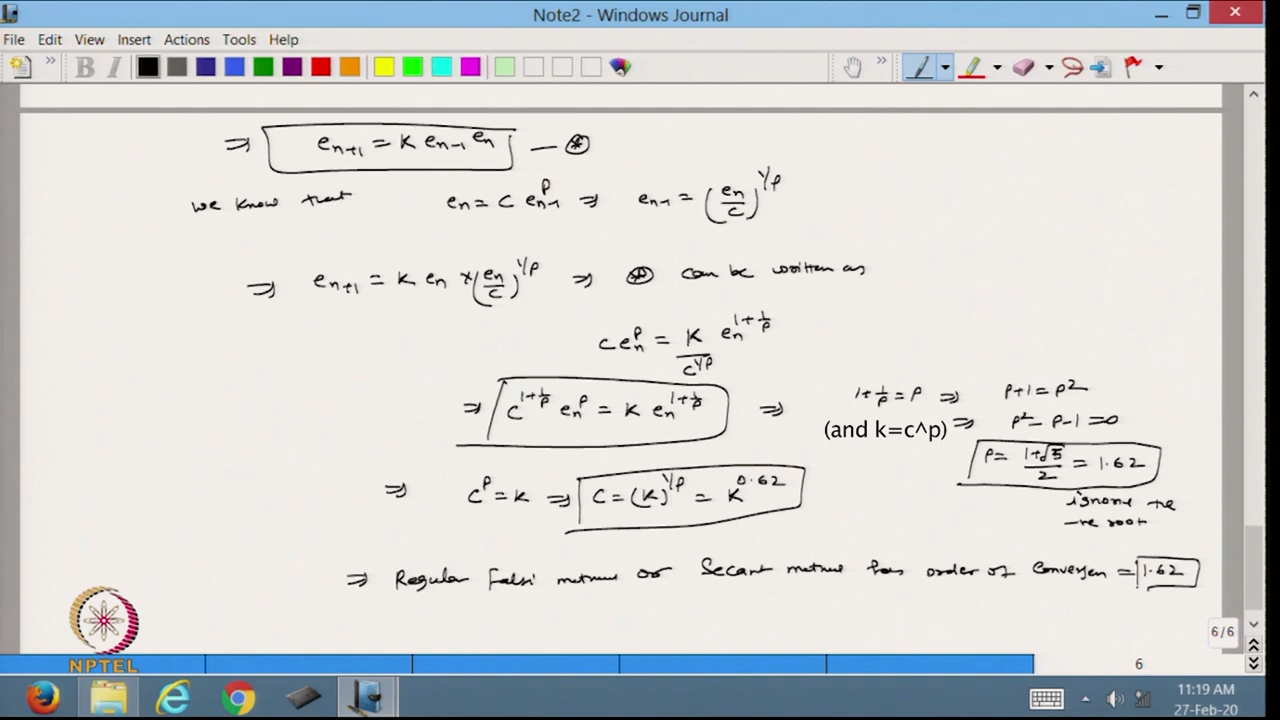 Note2 - Windows Journal
File Edit View Insert Actions Tools Help
⇒ e_{n+1} = K e_{n-1} e_n — ⊛
we know that e_n = C e_{n-1}^p ⇒ e_{n-1} = (e_n/C)^{1/p}
⇒ e_{n+1} = K e_n × (e_n/C)^{1/p} ⇒ ⊛ can be written as
C e_n^p = K/C^{1/p} e_n^{1+1/p}
⇒ C^{1+1/p} e_n^p = K e_n^{1+1/p} ⇒ 1+1/p = p ⇒ p+1 = p^2
(and k=c^p) ⇒ p^2 - p - 1 = 0
p = (1+√5)/2 = 1.62
ignore the
-ve root
⇒ C^p = K ⇒ C = (K)^{1/p} = K^{0.62}
⇒ Regular Falsi method or Secant method has order of Convergen = 1.62
NPTEL
6/6
6
11:19 AM
27-Feb-20